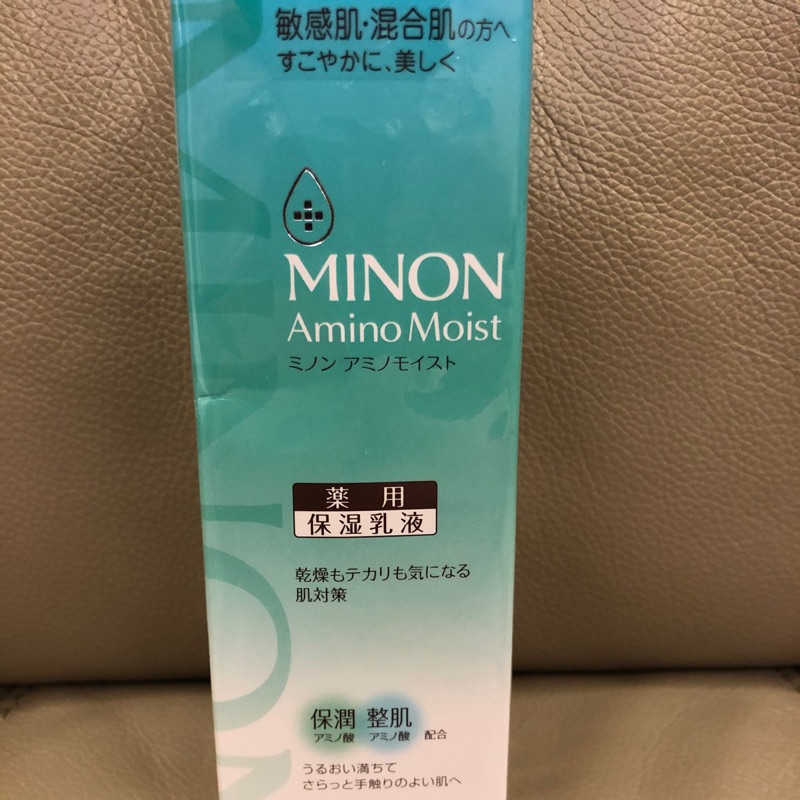 敏感肌・混合肌の方へ
すこやかに、美しく
MINON
Amino Moist
ミノン アミノモイスト
薬用
保湿乳液
乾燥もテカリも気になる
肌対策
保潤 整肌
アミノ酸 アミノ酸 配合
うるおい満ちて
さらっと手触りのよい肌へ
MINON